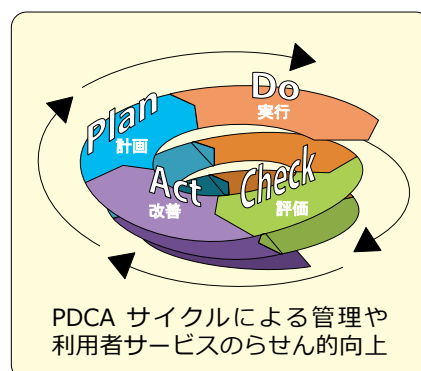 Do
実行
Plan
計画
Act
改善
Check
評価
PDCA サイクルによる管理や
利用者サービスのらせん的向上